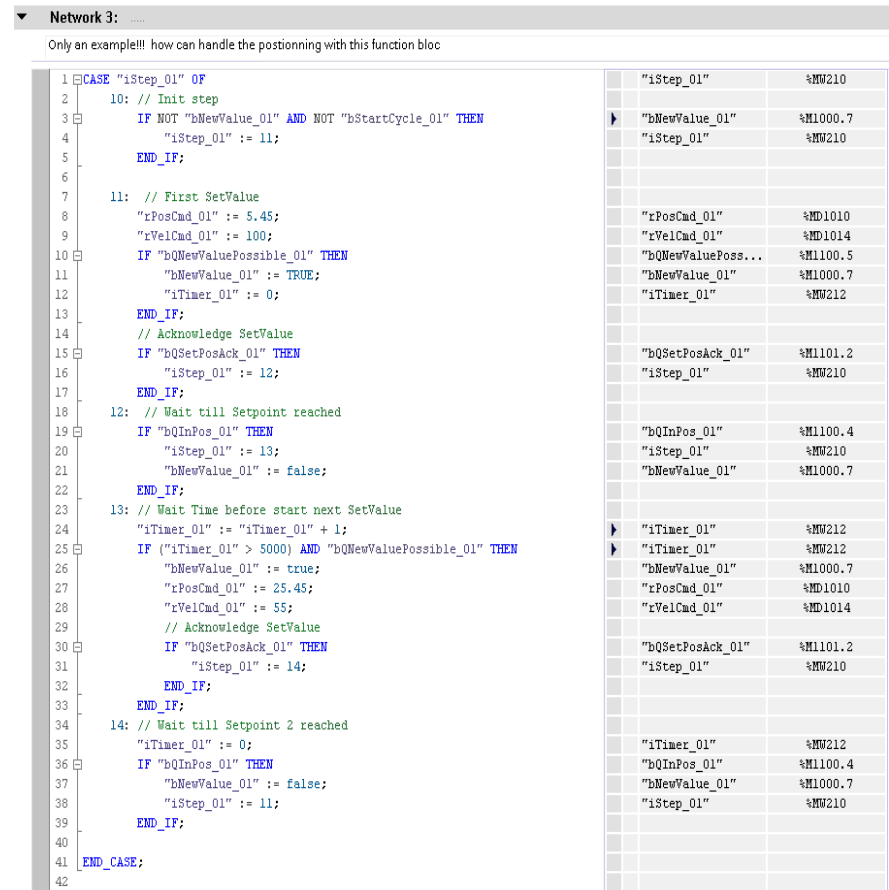 Network 3: .....
Only an example!!! how can handle the postionning with this function bloc
1 CASE "iStep_01" OF "iStep_01" %MW210
2 10: // Init step
3 IF NOT "bNewValue_01" AND NOT "bStartCycle_01" THEN "bNewValue_01" %M1000.7
4 "iStep_01" := 11; "iStep_01" %MW210
5 END_IF;
6
7 11: // First SetValue
8 "rPosCmd_01" := 5.45; "rPosCmd_01" %MD1010
9 "rVelCmd_01" := 100; "rVelCmd_01" %MD1014
10 IF "bQNewValuePossible_01" THEN "bQNewValuePoss... %M1100.5
11 "bNewValue_01" := TRUE; "bNewValue_01" %M1000.7
12 "iTimer_01" := 0; "iTimer_01" %MW212
13 END_IF;
14 // Acknowledge SetValue
15 IF "bQSetPosAck_01" THEN "bQSetPosAck_01" %M1101.2
16 "iStep_01" := 12; "iStep_01" %MW210
17 END_IF;
18 12: // Wait till Setpoint reached
19 IF "bQInPos_01" THEN "bQInPos_01" %M1100.4
20 "iStep_01" := 13; "iStep_01" %MW210
21 "bNewValue_01" := false; "bNewValue_01" %M1000.7
22 END_IF;
23 13: // Wait Time before start next SetValue
24 "iTimer_01" := "iTimer_01" + 1; "iTimer_01" %MW212
25 IF ("iTimer_01" > 5000) AND "bQNewValuePossible_01" THEN "iTimer_01" %MW212
26 "bNewValue_01" := true; "bNewValue_01" %M1000.7
27 "rPosCmd_01" := 25.45; "rPosCmd_01" %MD1010
28 "rVelCmd_01" := 55; "rVelCmd_01" %MD1014
29 // Acknowledge SetValue
30 IF "bQSetPosAck_01" THEN "bQSetPosAck_01" %M1101.2
31 "iStep_01" := 14; "iStep_01" %MW210
32 END_IF;
33 END_IF;
34 14: // Wait till Setpoint 2 reached
35 "iTimer_01" := 0; "iTimer_01" %MW212
36 IF "bQInPos_01" THEN "bQInPos_01" %M1100.4
37 "bNewValue_01" := false; "bNewValue_01" %M1000.7
38 "iStep_01" := 11; "iStep_01" %MW210
39 END_IF;
40
41 END_CASE;
42